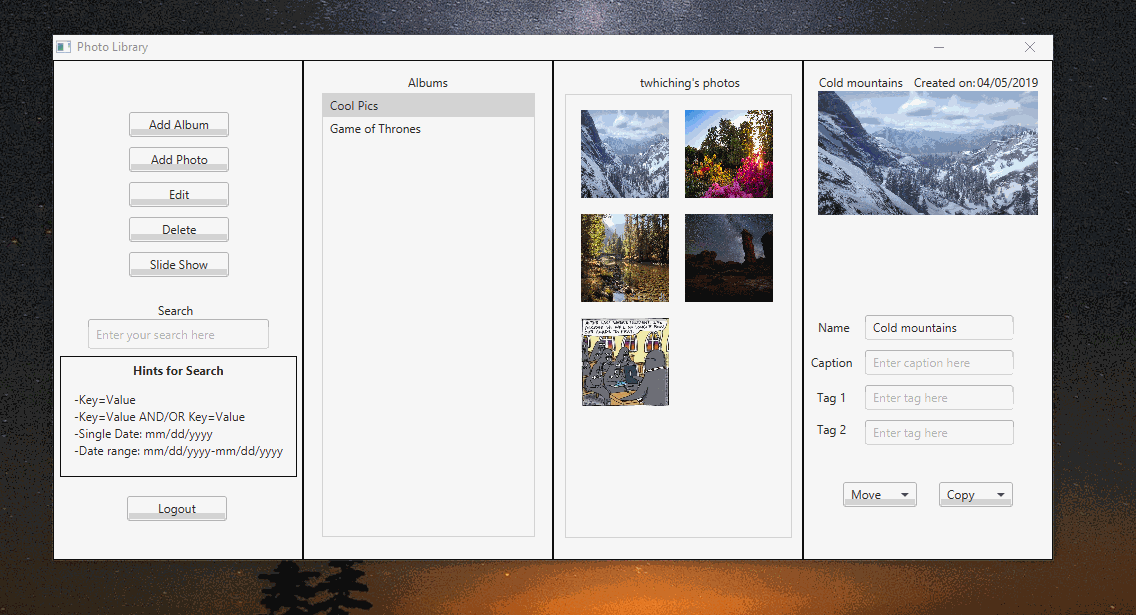 Photo Library
Add Album
Add Photo
Edit
Delete
Slide Show
Search
Enter your search here
Hints for Search
-Key=Value
-Key=Value AND/OR Key=Value
-Single Date: mm/dd/yyyy
-Date range: mm/dd/yyyy-mm/dd/yyyy
Logout
Albums
Cool Pics
Game of Thrones
twhiching's photos
Cold mountains Created on: 04/05/2019
Name Cold mountains
Caption Enter caption here
Tag 1 Enter tag here
Tag 2 Enter tag here
Move Copy